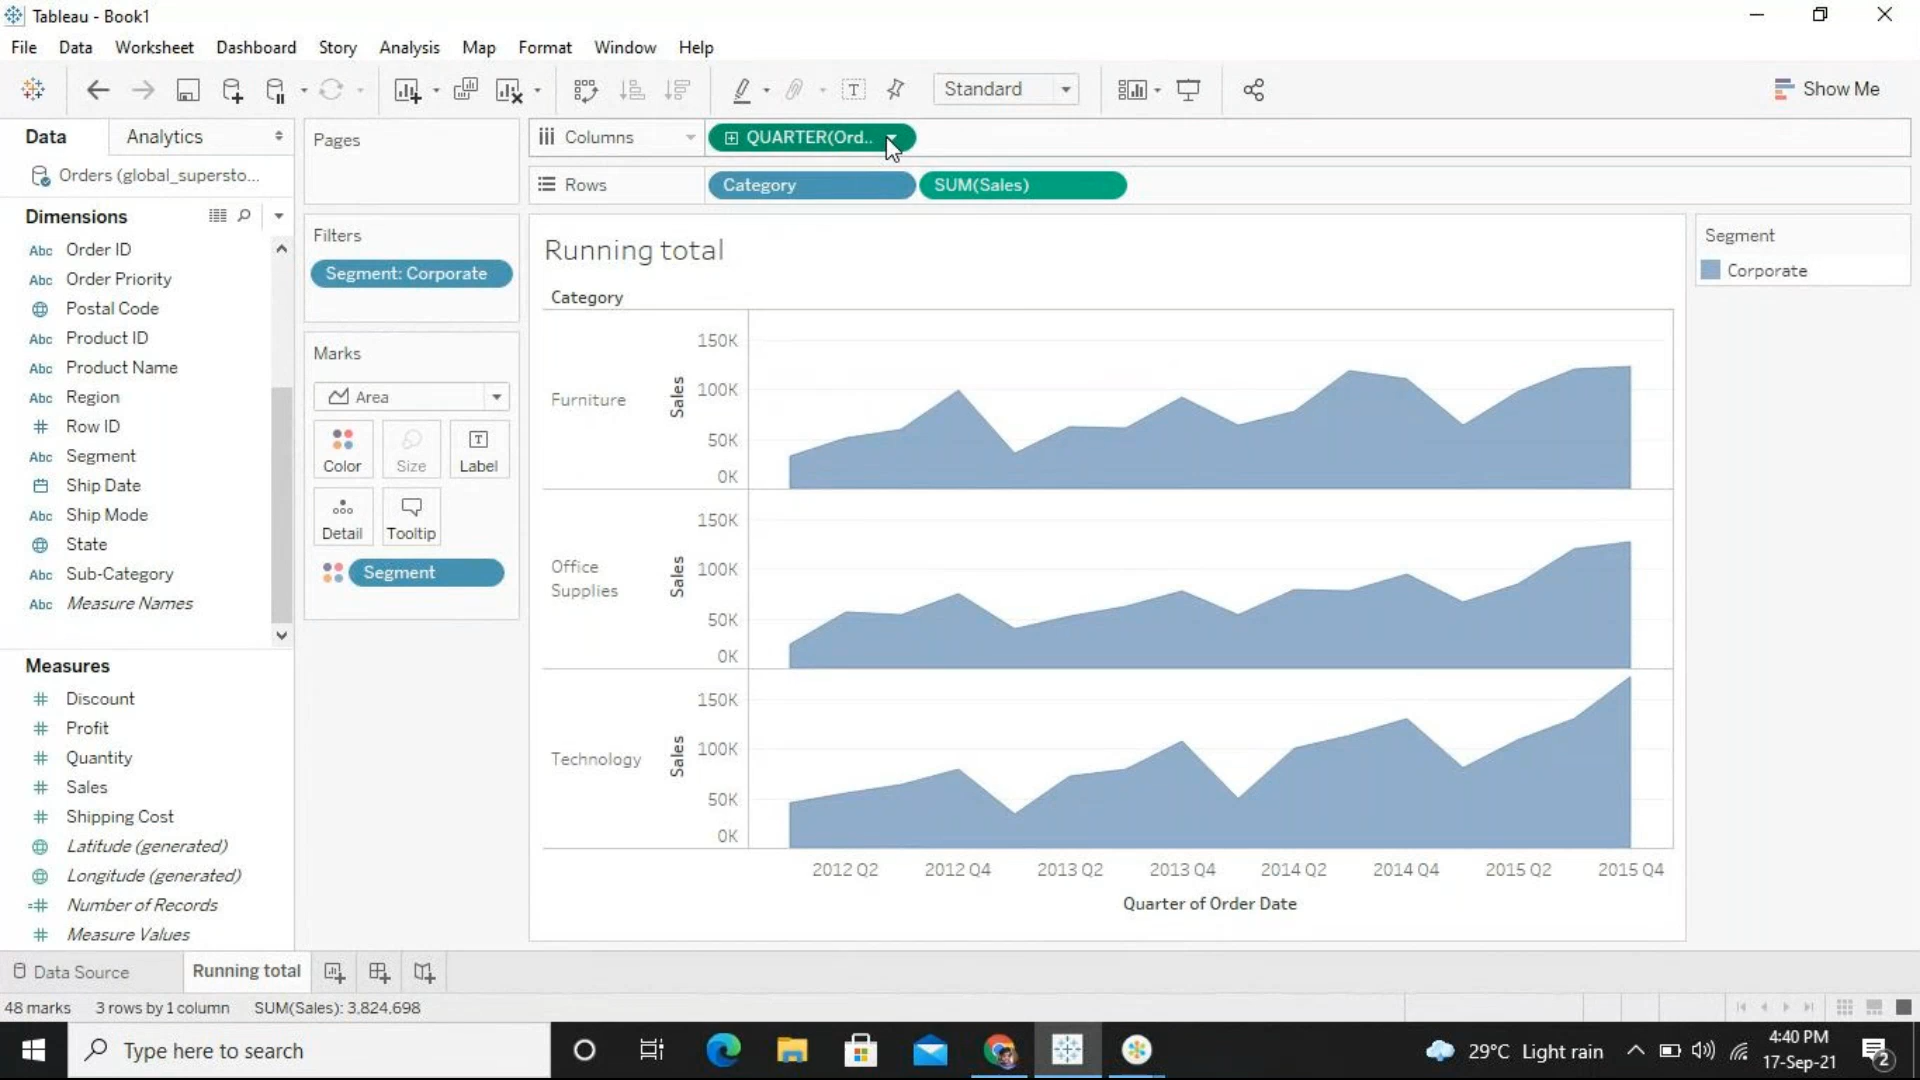 Tableau - Book1
File Data Worksheet Dashboard Story Analysis Map Format Window Help
Standard
Show Me
Data Analytics
Orders (global_supersto...
Dimensions
Abc Order ID
Abc Order Priority
Postal Code
Abc Product ID
Abc Product Name
Abc Region
# Row ID
Abc Segment
Ship Date
Abc Ship Mode
State
Abc Sub-Category
Abc Measure Names
Measures
# Discount
# Profit
# Quantity
# Sales
# Shipping Cost
Latitude (generated)
Longitude (generated)
=# Number of Records
# Measure Values
Pages
Filters
Segment: Corporate
Marks
Area
Color Size Label
Detail Tooltip
Segment
Columns QUARTER(Ord..
Rows Category SUM(Sales)
Running total
Category
Furniture
Sales
150K
100K
50K
0K
Office
Supplies
Sales
150K
100K
50K
0K
Technology
Sales
150K
100K
50K
0K
2012 Q2 2012 Q4 2013 Q2 2013 Q4 2014 Q2 2014 Q4 2015 Q2 2015 Q4
Quarter of Order Date
Segment
Corporate
Data Source Running total
48 marks 3 rows by 1 column SUM(Sales): 3,824,698
Type here to search
29°C Light rain
4:40 PM
17-Sep-21
2